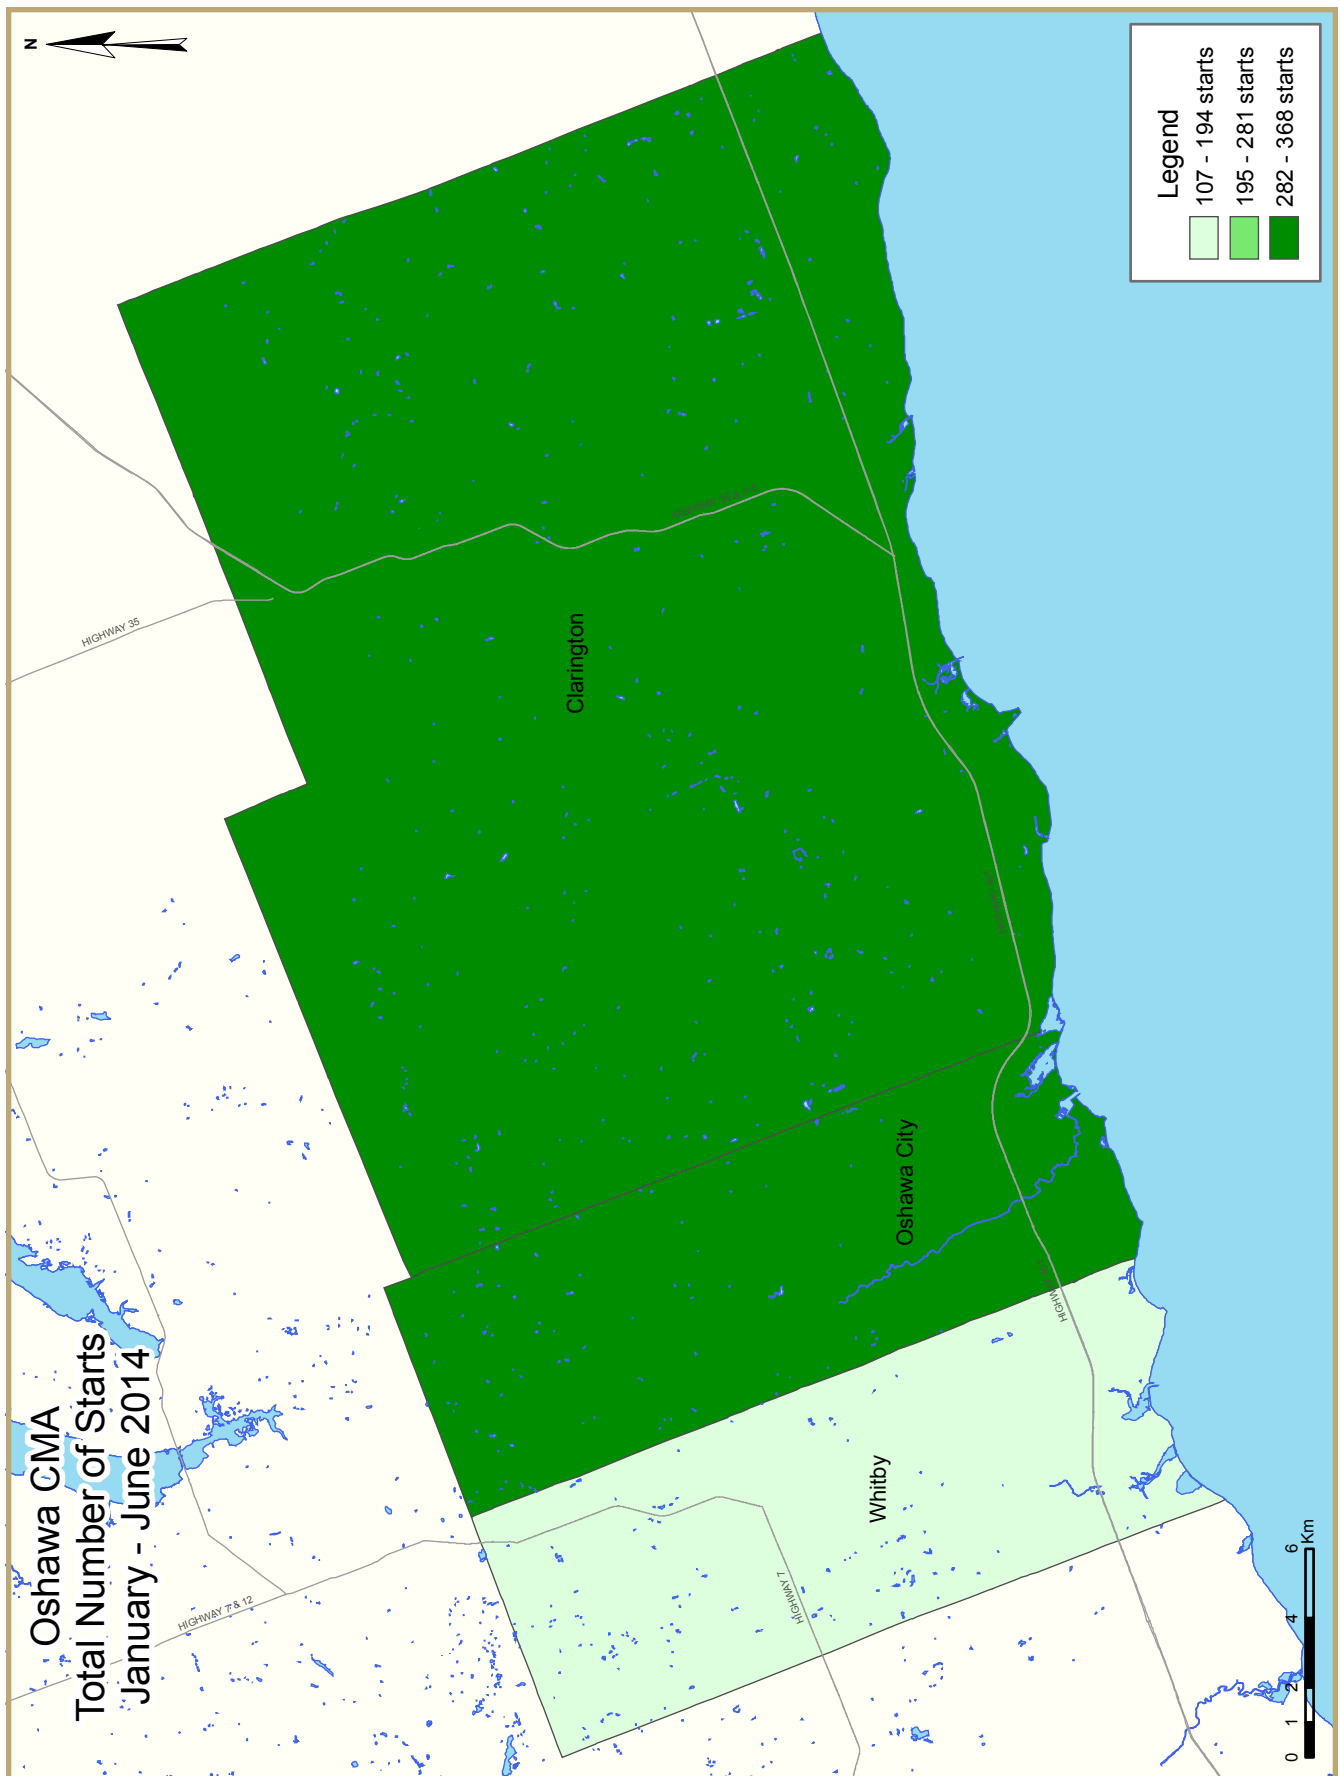 Oshawa CMA
Total Number of Starts
January - June 2014
N
HIGHWAY 7 & 12
HIGHWAY 35
Clarington
Oshawa City
Whitby
HIGHWAY 7
Legend
107 - 194 starts
195 - 281 starts
282 - 368 starts
0 1 2 4 6
Km